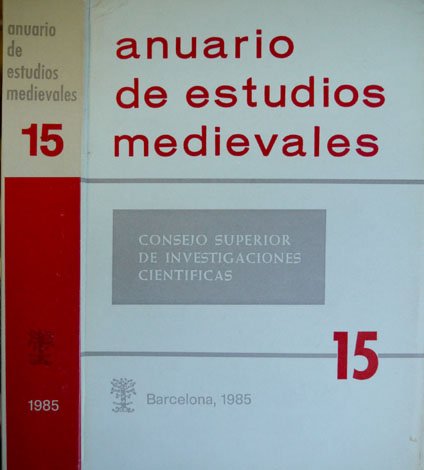 anuario
de
estudios
medievales
15
1985
anuario
de estudios
medievales
CONSEJO SUPERIOR
DE INVESTIGACIONES
CIENTIFICAS
15
Barcelona, 1985